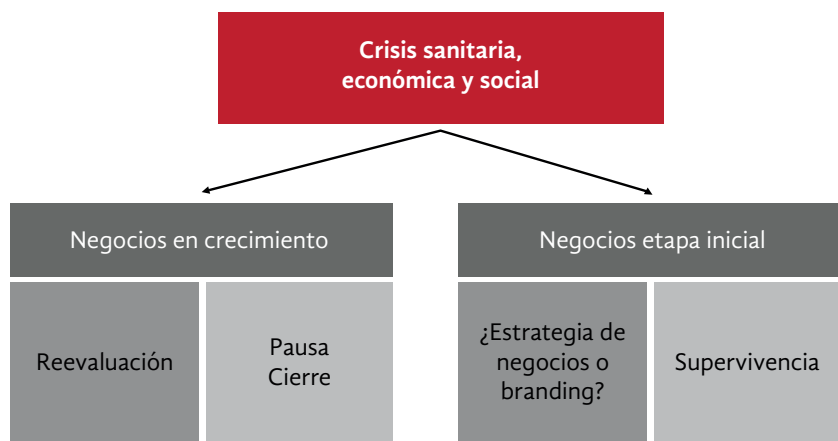 Crisis sanitaria,
económica y social
Negocios en crecimiento
Negocios etapa inicial
Reevaluación
Pausa
Cierre
¿Estrategia de
negocios o
branding?
Supervivencia